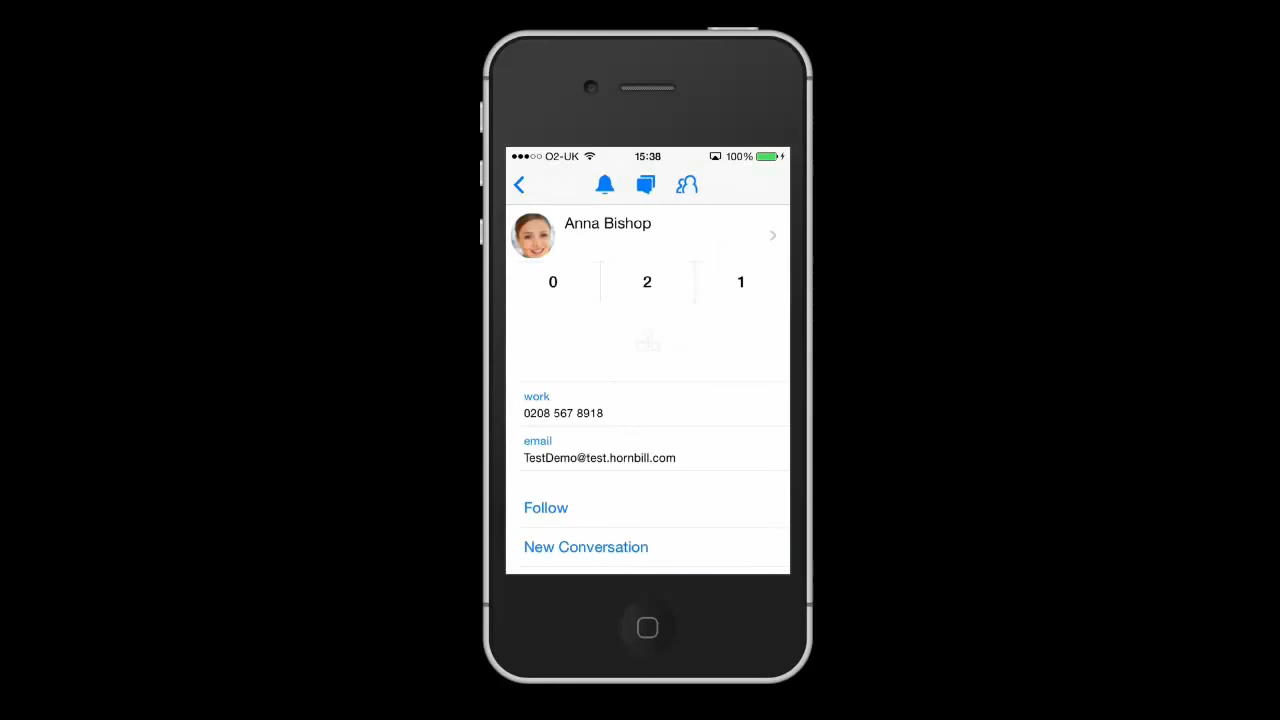 O2-UK 15:38 100%
Anna Bishop
0 2 1
work
0208 567 8918
email
TestDemo@test.hornbill.com
Follow
New Conversation